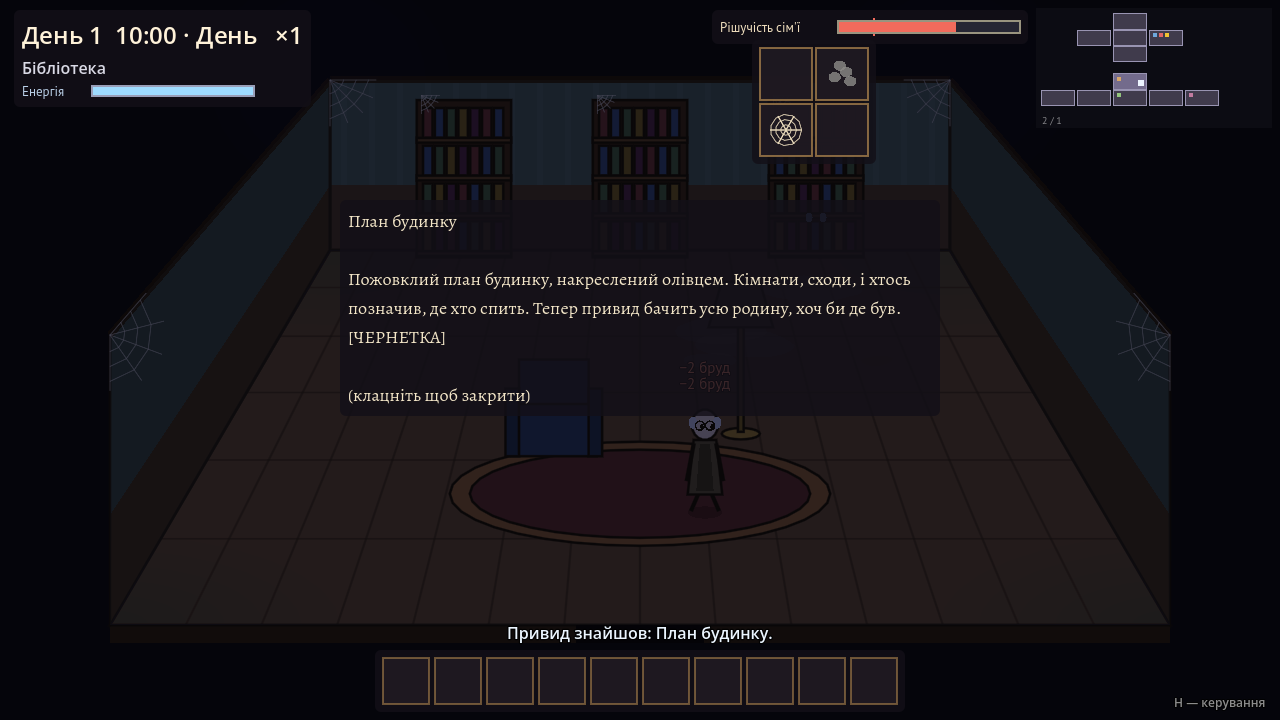 День 1 10:00 · День ×1
Бібліотека
Енергія
Рішучість сім'ї
2 / 1
План будинку
Пожовклий план будинку, накреслений олівцем. Кімнати, сходи, і хтось
позначив, де хто спить. Тепер привид бачить усю родину, хоч би де був.
[ЧЕРНЕТКА]
−2 бруд
−2 бруд
(клацніть щоб закрити)
Привид знайшов: План будинку.
H — керування